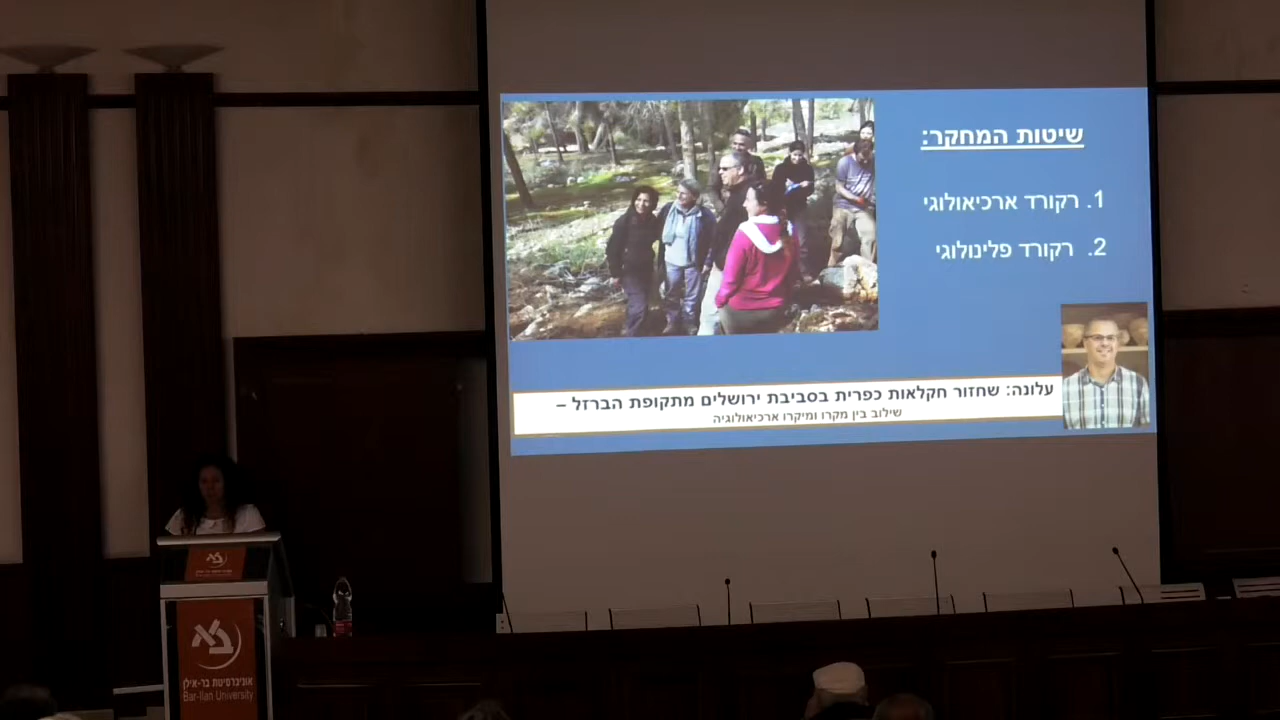 שיטות המחקר:
1. רקורד ארכיאולוגי
2. רקורד פלינולוגי
עלונה: שחזור חקלאות כפרית בסביבת ירושלים מתקופת הברזל –
שילוב בין מקרו ומיקרו ארכיאולוגיה
אוניברסיטת בר-אילן
Bar-Ilan University